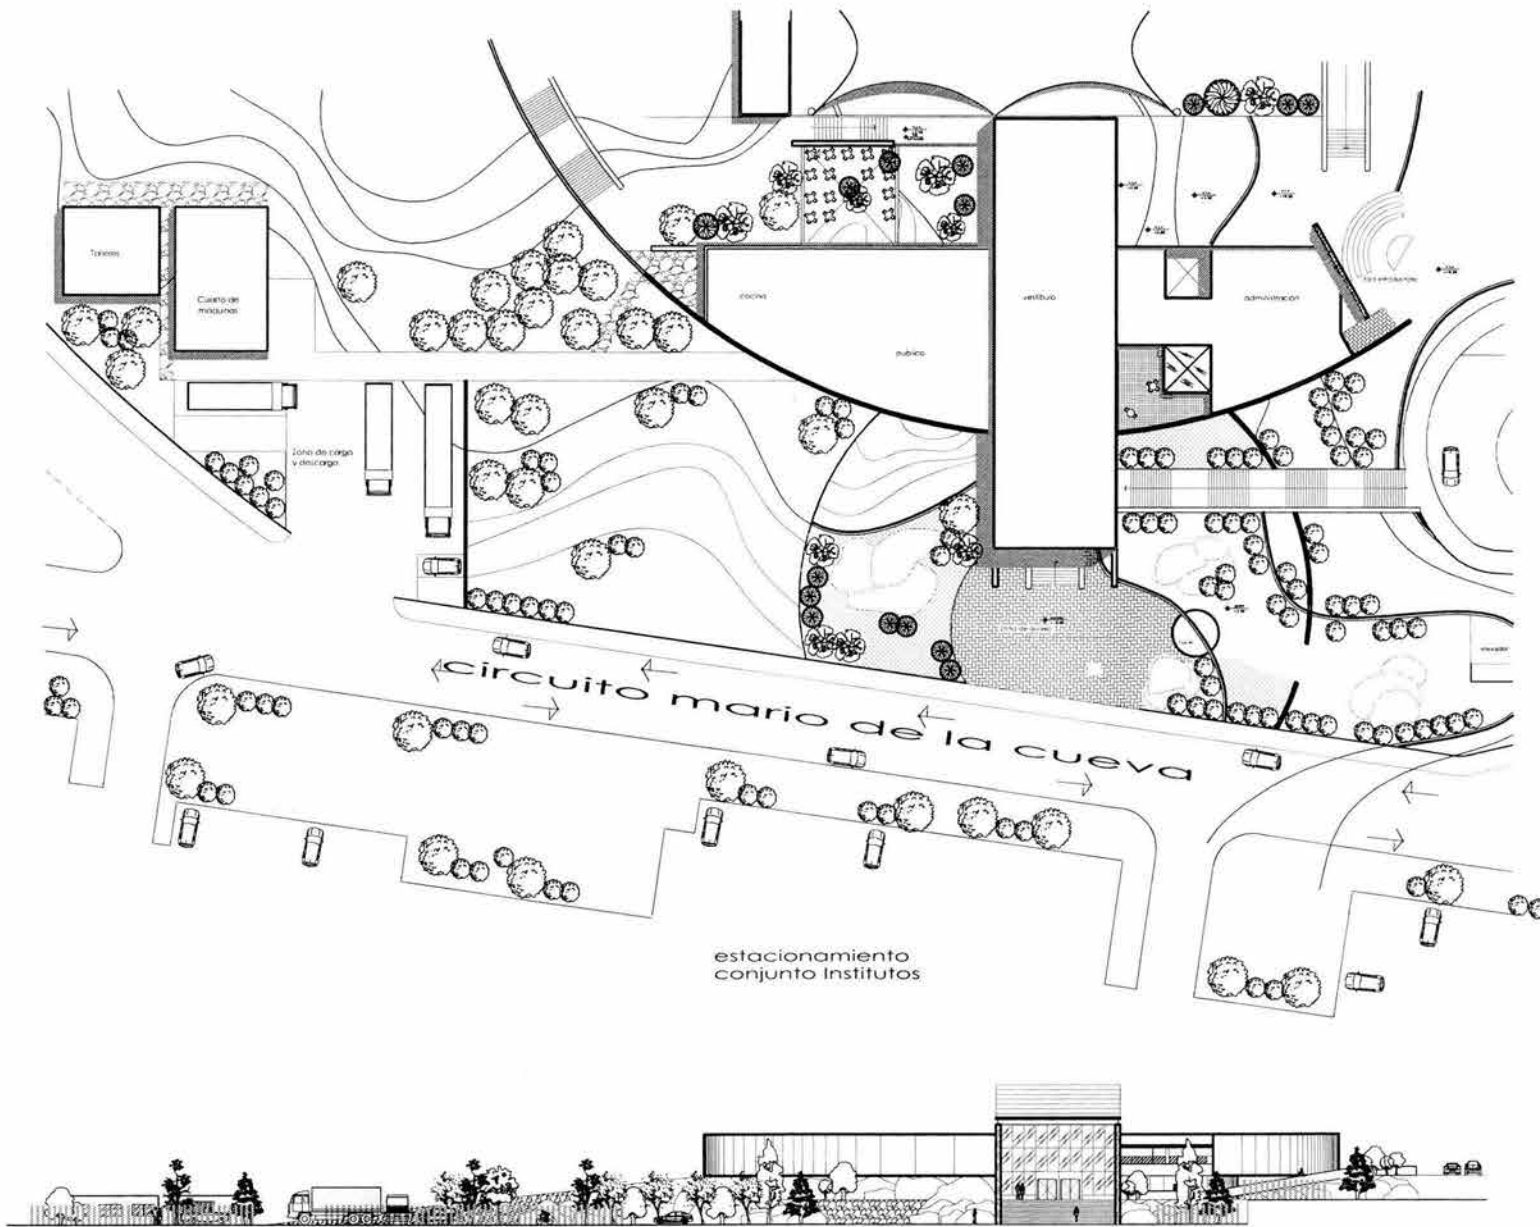 Talleres
Cuarto de
máquinas
cocina
vestíbulo
administración
público
Zona de carga
y descarga
elevador
circuito mario de la cueva
estacionamiento
conjunto Institutos